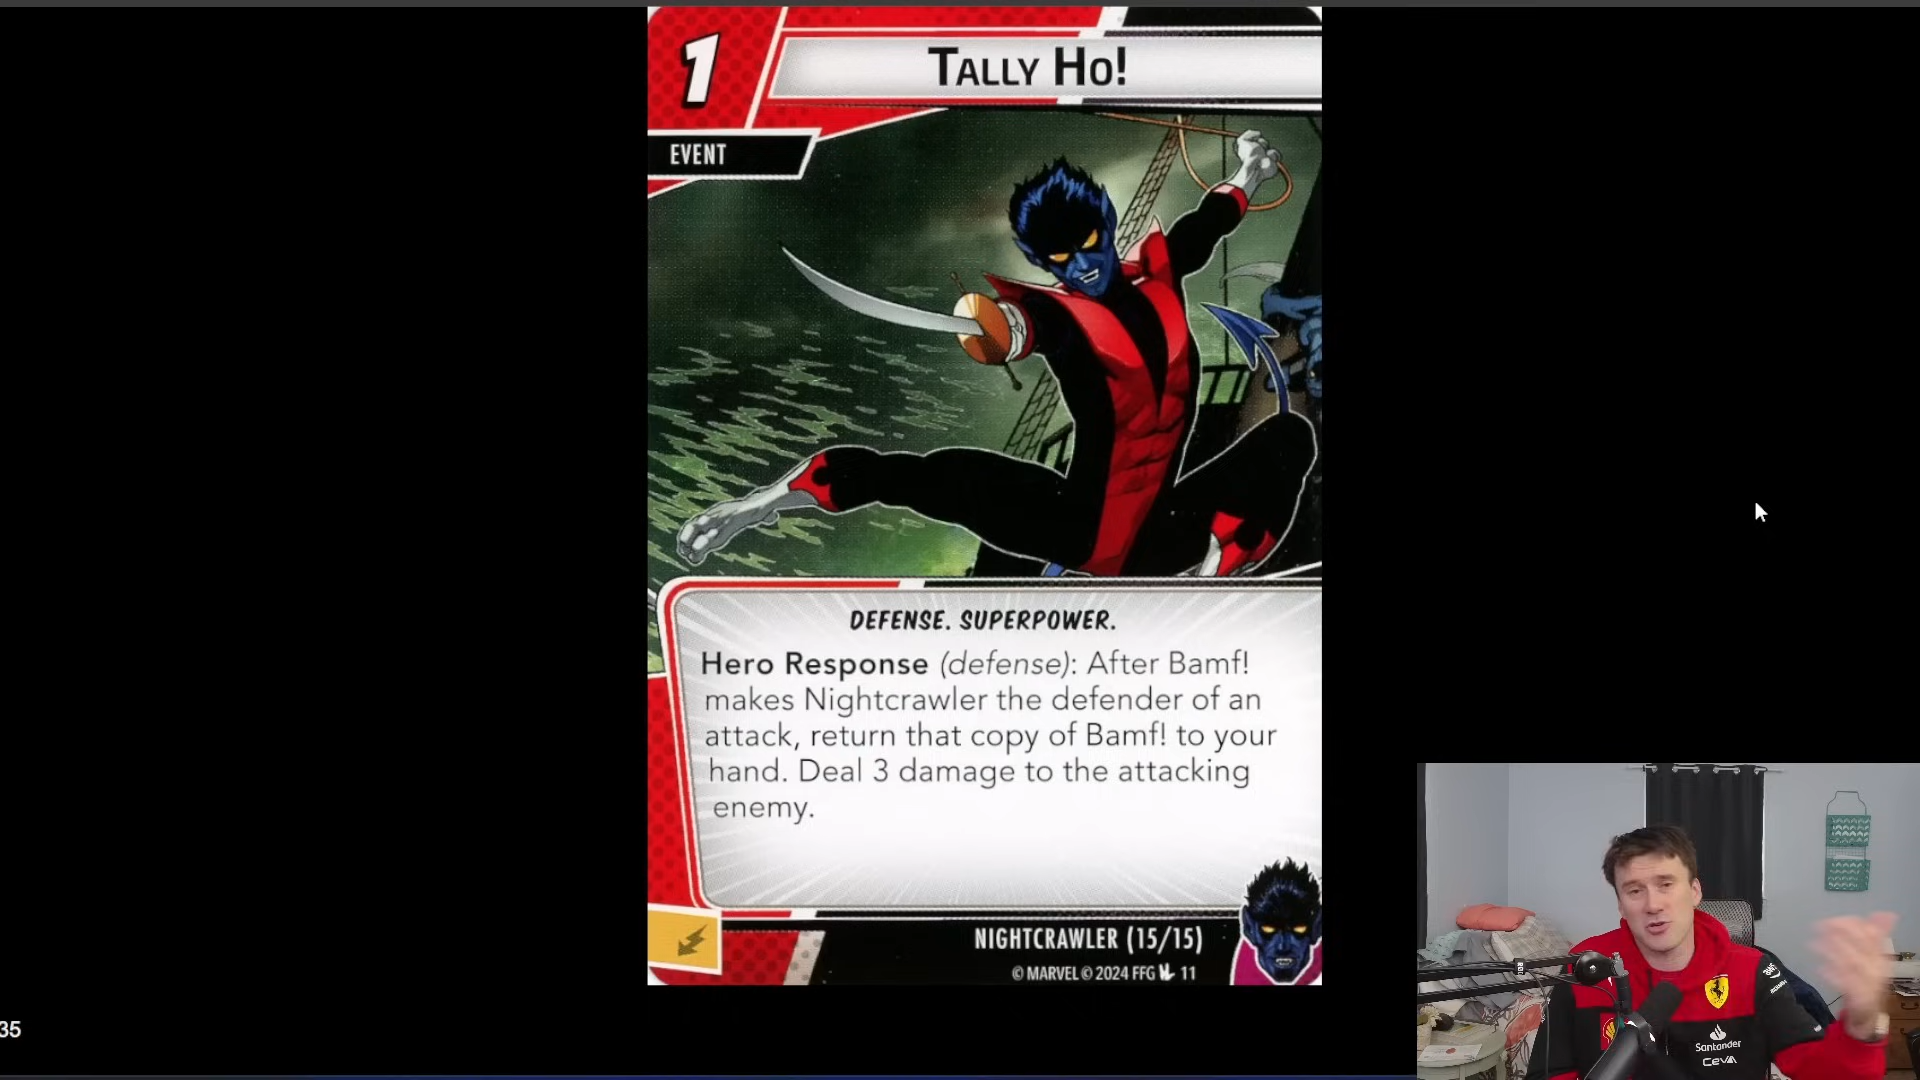 1
TALLY HO!
EVENT
DEFENSE. SUPERPOWER.
Hero Response (defense): After Bamf!
makes Nightcrawler the defender of an
attack, return that copy of Bamf! to your
hand. Deal 3 damage to the attacking
enemy.
NIGHTCRAWLER (15/15)
© MARVEL © 2024 FFG 11
35
Santander
CEVA